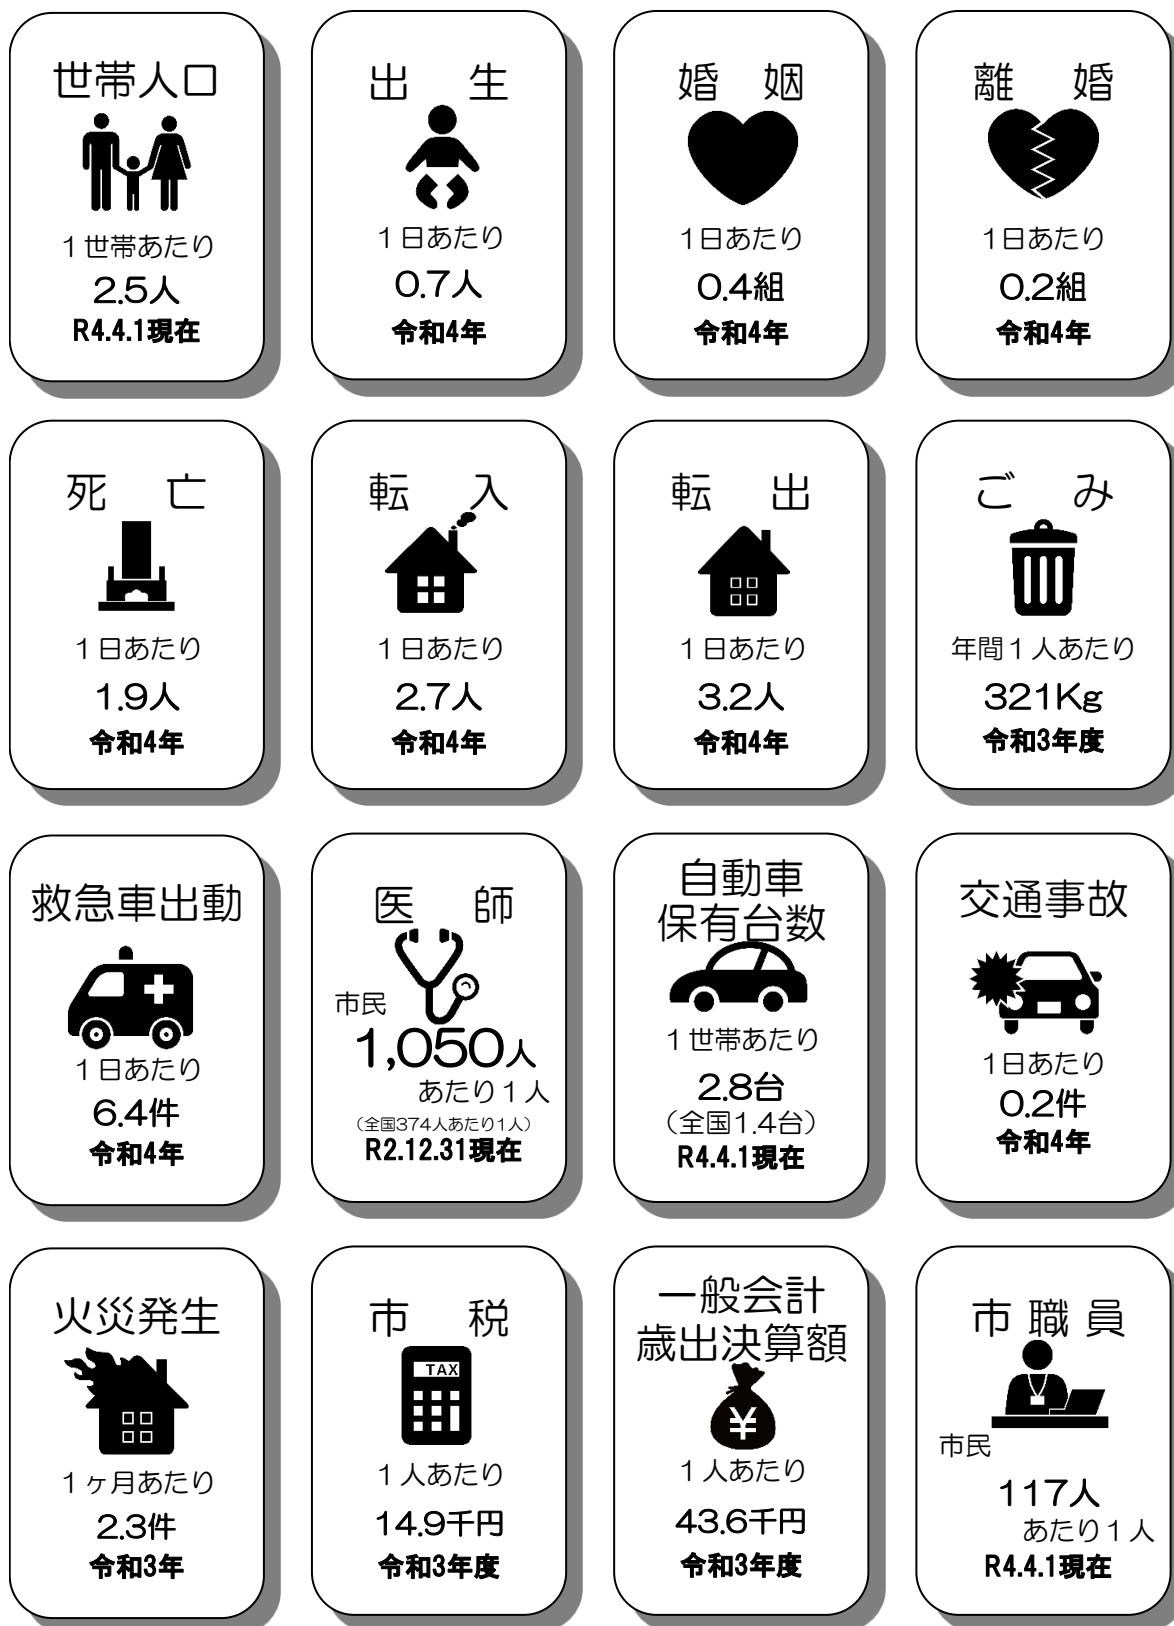 世帯人口
1世帯あたり
2.5人
R4.4.1現在
出 生
1日あたり
0.7人
令和4年
婚 姻
1日あたり
0.4組
令和4年
離 婚
1日あたり
0.2組
令和4年
死 亡
1日あたり
1.9人
令和4年
転 入
1日あたり
2.7人
令和4年
転 出
1日あたり
3.2人
令和4年
ご み
年間1人あたり
321Kg
令和3年度
救急車出動
1日あたり
6.4件
令和4年
医 師
市民
1,050人
あたり1人
(全国374人あたり1人)
R2.12.31現在
自動車
保有台数
1世帯あたり
2.8台
(全国1.4台)
R4.4.1現在
交通事故
1日あたり
0.2件
令和4年
火災発生
1ヶ月あたり
2.3件
令和3年
市 税
TAX
1人あたり
14.9千円
令和3年度
一般会計
歳出決算額
¥
1人あたり
43.6千円
令和3年度
市 職 員
市民
117人
あたり1人
R4.4.1現在